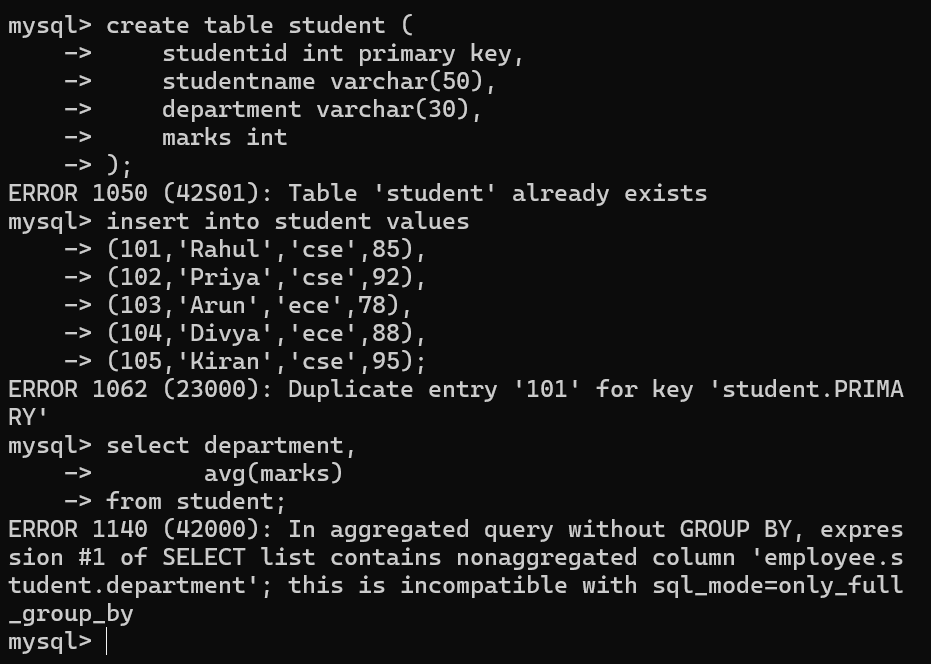 mysql> create table student (
    ->     studentid int primary key,
    ->     studentname varchar(50),
    ->     department varchar(30),
    ->     marks int
    -> );
ERROR 1050 (42S01): Table 'student' already exists
mysql> insert into student values
    -> (101,'Rahul','cse',85),
    -> (102,'Priya','cse',92),
    -> (103,'Arun','ece',78),
    -> (104,'Divya','ece',88),
    -> (105,'Kiran','cse',95);
ERROR 1062 (23000): Duplicate entry '101' for key 'student.PRIMA
RY'
mysql> select department,
    ->        avg(marks)
    -> from student;
ERROR 1140 (42000): In aggregated query without GROUP BY, expres
sion #1 of SELECT list contains nonaggregated column 'employee.s
tudent.department'; this is incompatible with sql_mode=only_full
_group_by
mysql>